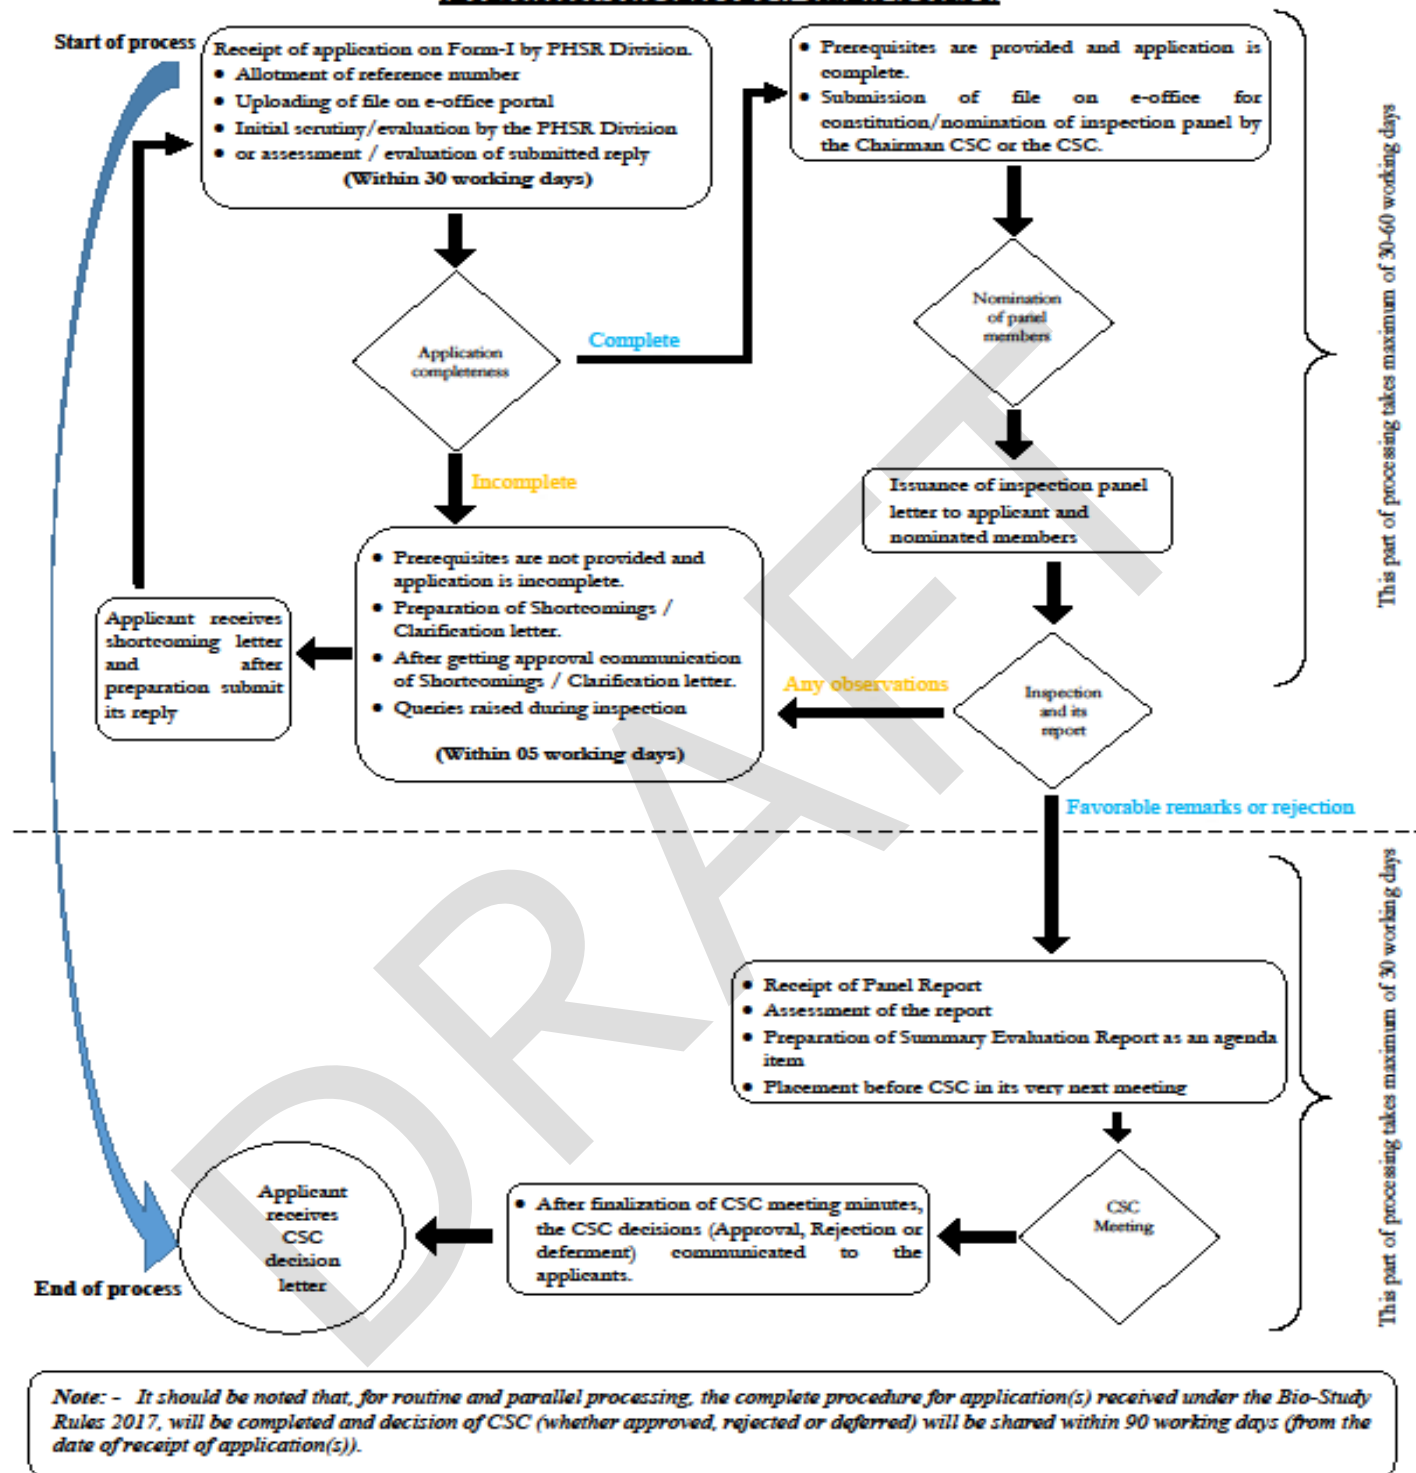 Start of process
Receipt of application on Form-I by PHSR Division.
• Allotment of reference number
• Uploading of file on e-office portal
• Initial scrutiny/evaluation by the PHSR Division
• or assessment / evaluation of submitted reply
(Within 30 working days)
• Prerequisites are provided and application is
complete.
• Submission of file on e-office for
constitution/nomination of inspection panel by
the Chairman CSC or the CSC.
This part of processing takes maximum of 30-60 working days
Application
completeness
Complete
Nomination
of panel
members
Incomplete
Issuance of inspection panel
letter to applicant and
nominated members
• Prerequisites are not provided and
application is incomplete.
• Preparation of Shortcomings /
Clarification letter.
• After getting approval communication
of Shortcomings / Clarification letter.
• Queries raised during inspection
(Within 05 working days)
Applicant receives
shortcoming letter
and after
preparation submit
its reply
Any observations
Inspection
and its
report
Favorable remarks or rejection
• Receipt of Panel Report
• Assessment of the report
• Preparation of Summary Evaluation Report as an agenda
item
• Placement before CSC in its very next meeting
This part of processing takes maximum of 30 working days
CSC
Meeting
• After finalization of CSC meeting minutes,
the CSC decisions (Approval, Rejection or
deferment) communicated to the
applicants.
Applicant
receives
CSC
decision
letter
End of process
DRAFT
Note: - It should be noted that, for routine and parallel processing, the complete procedure for application(s) received under the Bio-Study
Rules 2017, will be completed and decision of CSC (whether approved, rejected or deferred) will be shared within 90 working days (from the
date of receipt of application(s)).